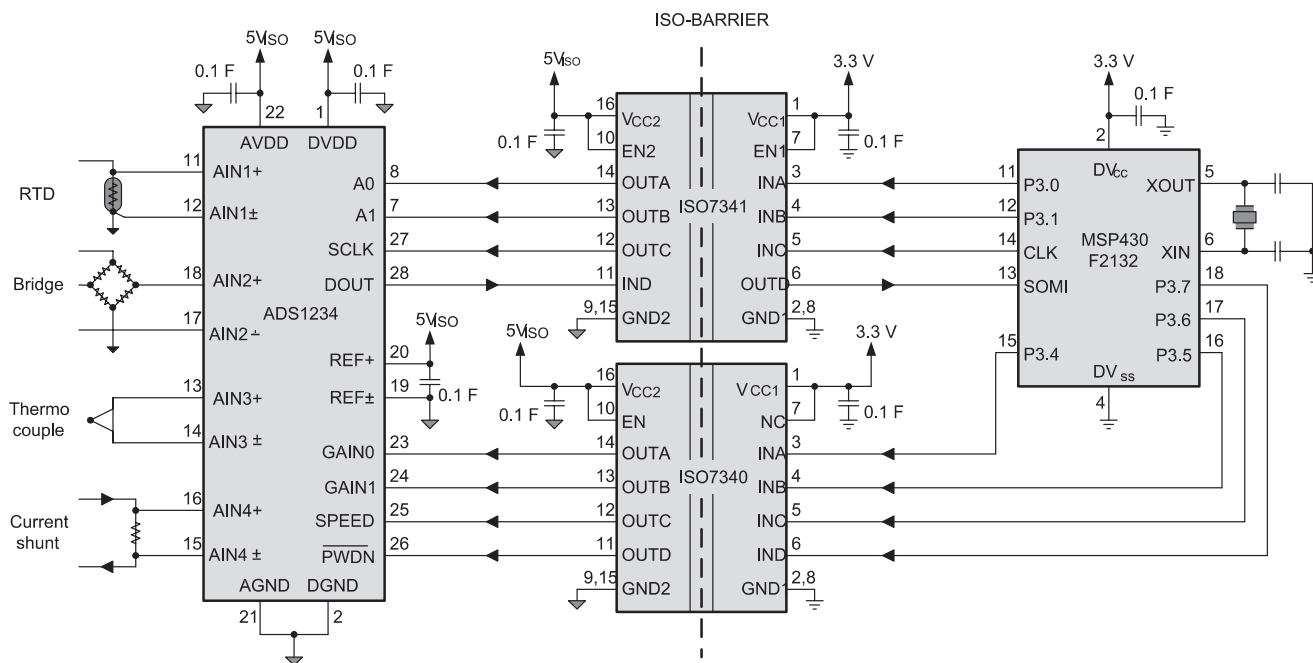 ISO-BARRIER
5VISO
5VISO
0.1 F
0.1 F
22
1
AVDD
DVDD
RTD
11
AIN1+
12
AIN1±
Bridge
18
AIN2+
17
AIN2
Thermo
couple
13
AIN3+
14
AIN3 ±
Current
shunt
16
AIN4+
15
AIN4 ±
ADS1234
A0
8
A1
7
SCLK
27
DOUT
28
REF+
20
REF±
19
5VISO
0.1 F
GAIN0
23
GAIN1
24
SPEED
25
PWDN
26
AGND
DGND
21
2
5VISO
0.1 F
16
VCC2
10
EN2
14
OUTA
13
OUTB
12
OUTC
11
IND
9,15
GND2
ISO7341
3.3 V
0.1 F
1
VCC1
7
EN1
3
INA
4
INB
5
INC
6
OUTD
2,8
GND1
5VISO
0.1 F
16
VCC2
10
EN
14
OUTA
13
OUTB
12
OUTC
11
OUTD
9,15
GND2
ISO7340
3.3 V
0.1 F
1
VCC1
7
NC
3
INA
4
INB
5
INC
6
IND
2,8
GND1
3.3 V
0.1 F
2
DVCC
11
P3.0
12
P3.1
14
CLK
13
SOMI
15
P3.4
MSP430
F2132
XOUT
5
XIN
6
P3.7
18
P3.6
17
P3.5
16
DVSS
4